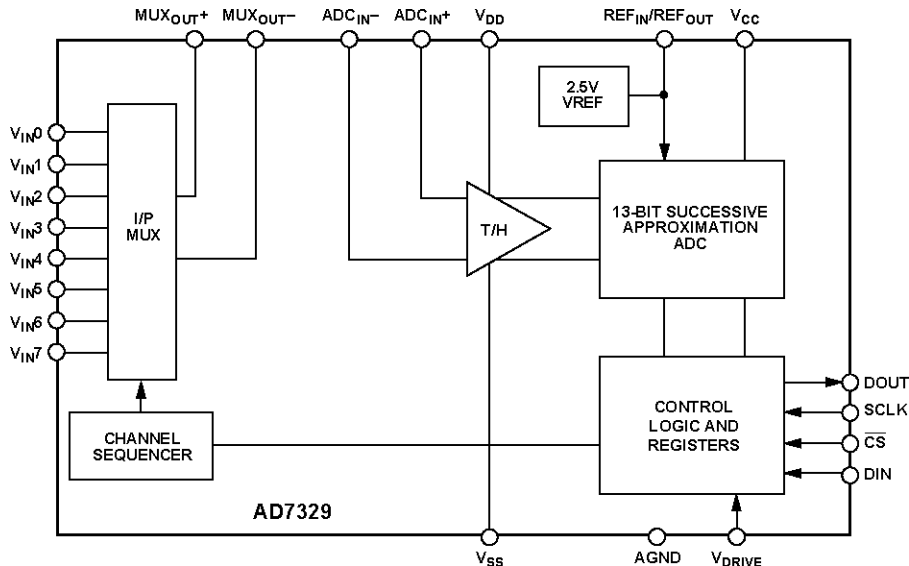 MUXOUT+ MUXOUT– ADCIN– ADCIN+ VDD REFIN/REFOUT VCC
2.5V
VREF
VIN0
VIN1
VIN2
VIN3
VIN4
VIN5
VIN6
VIN7
I/P
MUX
T/H
13-BIT SUCCESSIVE
APPROXIMATION
ADC
CHANNEL
SEQUENCER
CONTROL
LOGIC AND
REGISTERS
DOUT
SCLK
CS
DIN
AD7329
VSS AGND VDRIVE